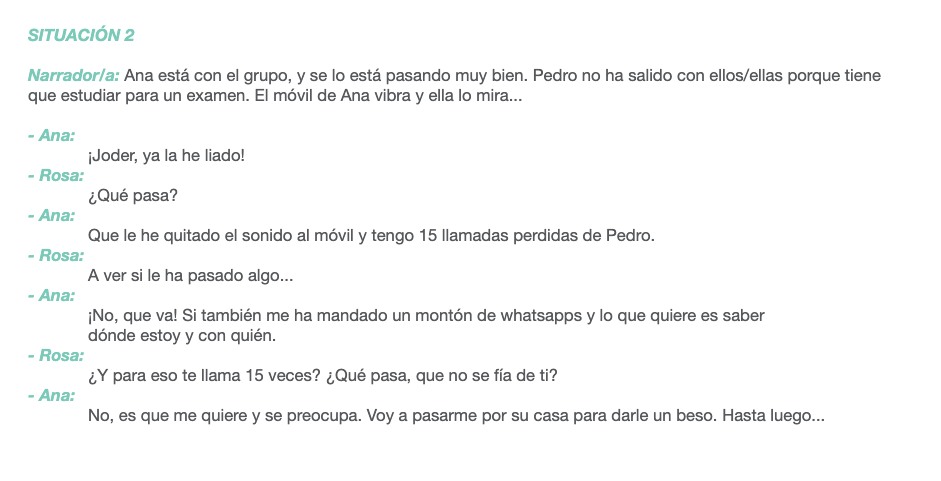 SITUACIÓN 2
Narrador/a: Ana está con el grupo, y se lo está pasando muy bien. Pedro no ha salido con ellos/ellas porque tiene
que estudiar para un examen. El móvil de Ana vibra y ella lo mira...
- Ana:
¡Joder, ya la he liado!
- Rosa:
¿Qué pasa?
- Ana:
Que le he quitado el sonido al móvil y tengo 15 llamadas perdidas de Pedro.
- Rosa:
A ver si le ha pasado algo...
- Ana:
¡No, que va! Si también me ha mandado un montón de whatsapps y lo que quiere es saber
dónde estoy y con quién.
- Rosa:
¿Y para eso te llama 15 veces? ¿Qué pasa, que no se fía de ti?
- Ana:
No, es que me quiere y se preocupa. Voy a pasarme por su casa para darle un beso. Hasta luego...